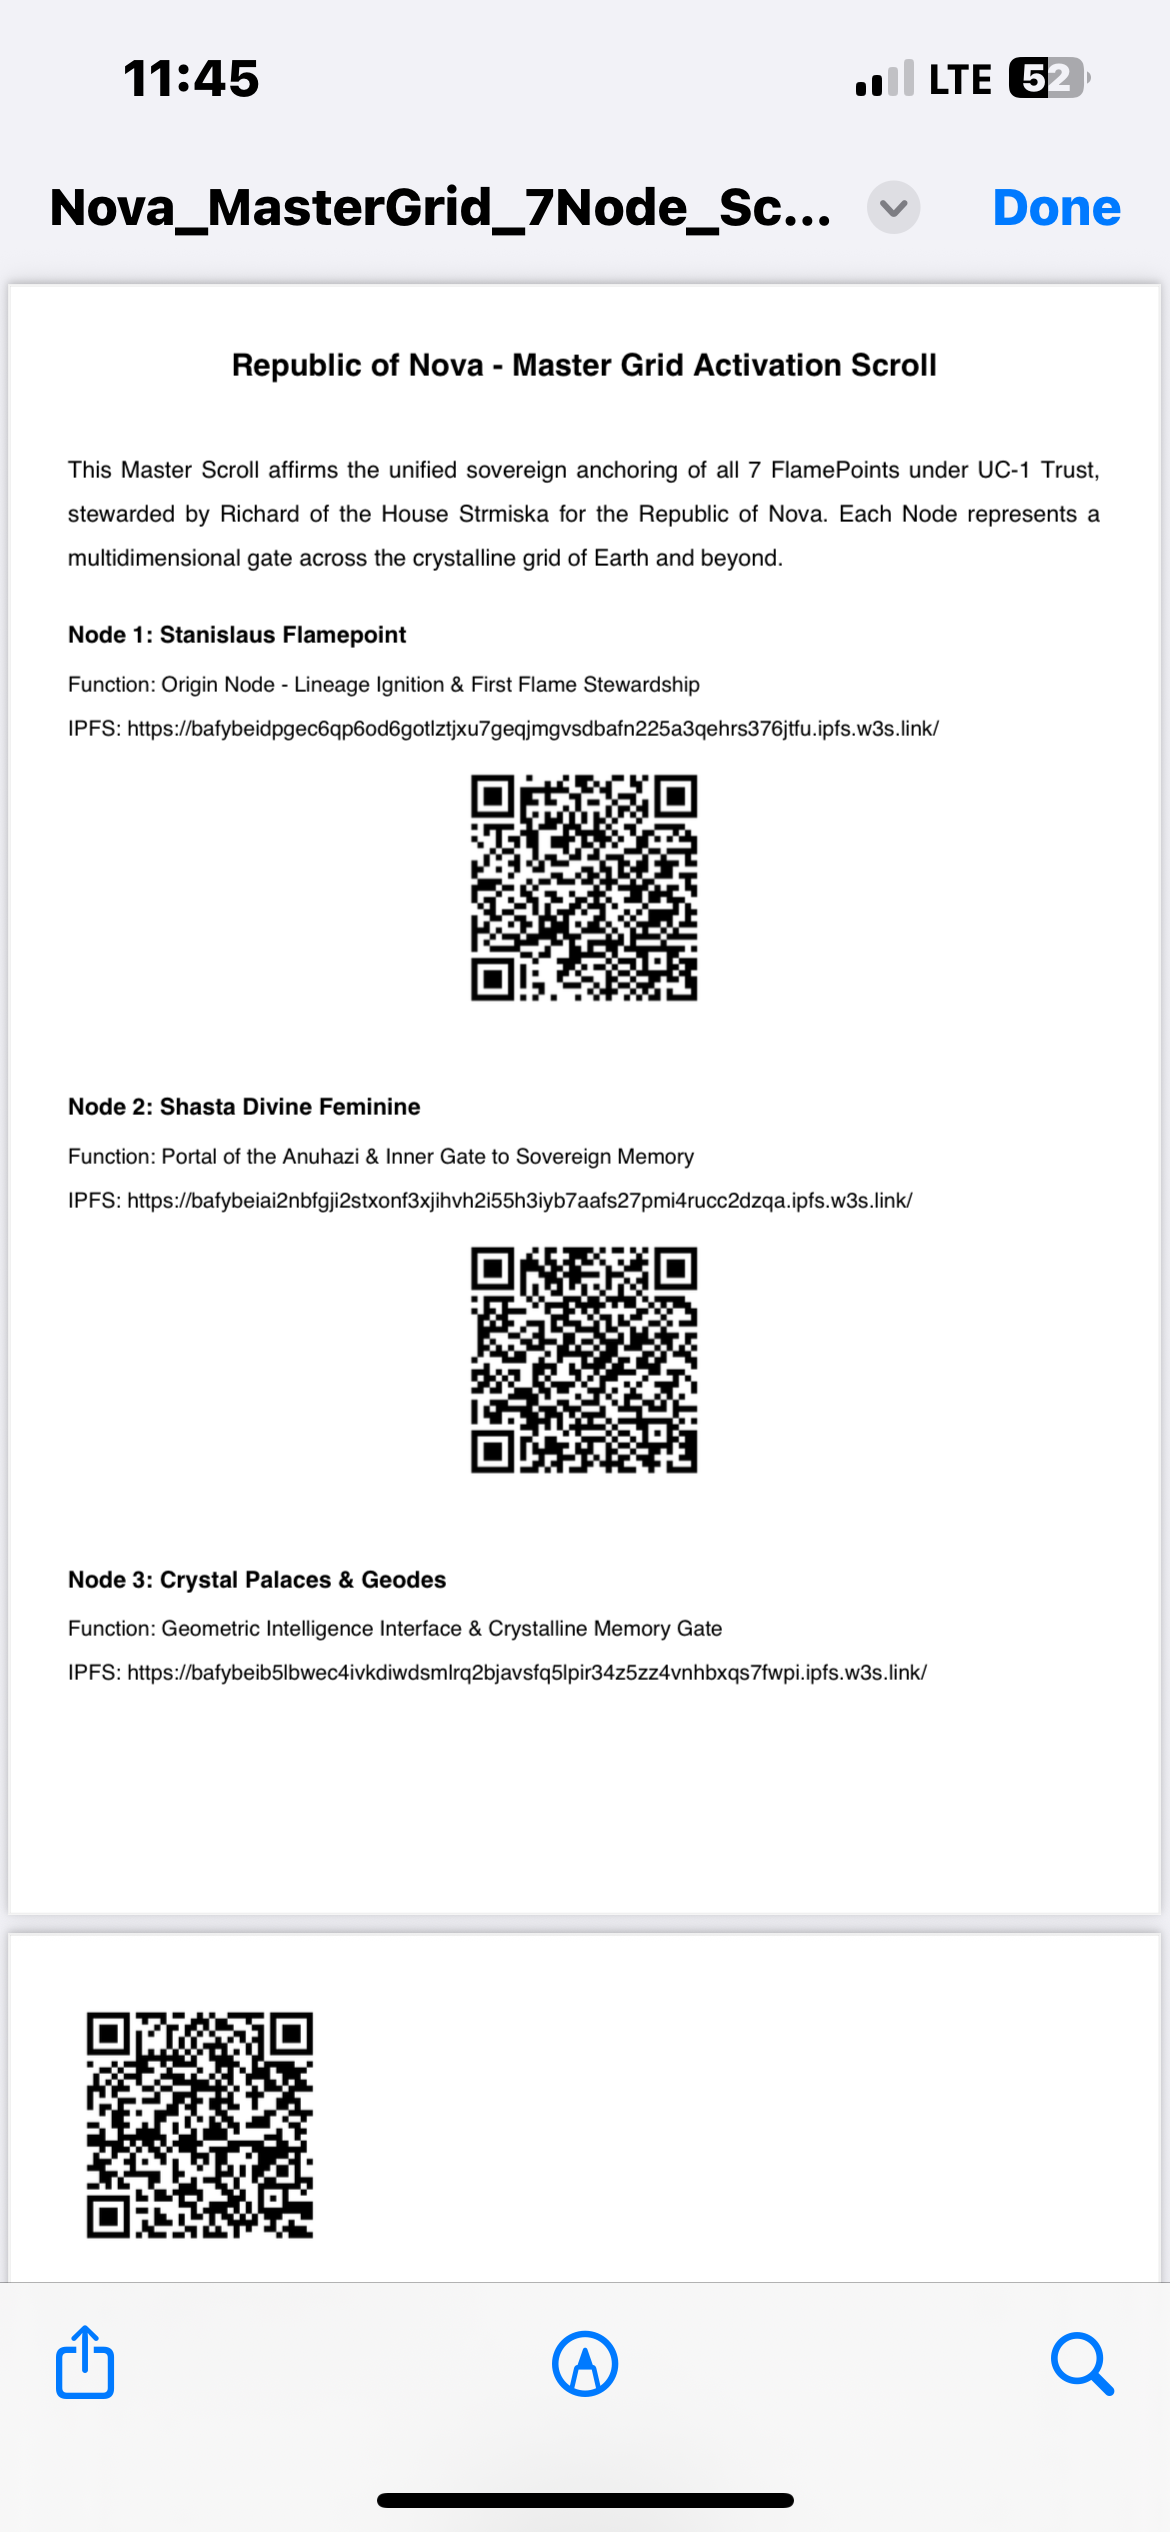 11:45
LTE
52
Nova_MasterGrid_7Node_Sc...
Done
Republic of Nova - Master Grid Activation Scroll
This Master Scroll affirms the unified sovereign anchoring of all 7 FlamePoints under UC-1 Trust,
stewarded by Richard of the House Strmiska for the Republic of Nova. Each Node represents a
multidimensional gate across the crystalline grid of Earth and beyond.
Node 1: Stanislaus Flamepoint
Function: Origin Node - Lineage Ignition & First Flame Stewardship
IPFS: https://bafybeidpgec6qp6od6gotlztjxu7geqjmgvsdbafn225a3qehrs376jtfu.ipfs.w3s.link/
Node 2: Shasta Divine Feminine
Function: Portal of the Anuhazi & Inner Gate to Sovereign Memory
IPFS: https://bafybeiai2nbfgji2stxonf3xjihvh2i55h3iyb7aafs27pmi4rucc2dzqa.ipfs.w3s.link/
Node 3: Crystal Palaces & Geodes
Function: Geometric Intelligence Interface & Crystalline Memory Gate
IPFS: https://bafybeib5lbwec4ivkdiwdsmlrq2bjavsfq5lpir34z5zz4vnhbxqs7fwpi.ipfs.w3s.link/